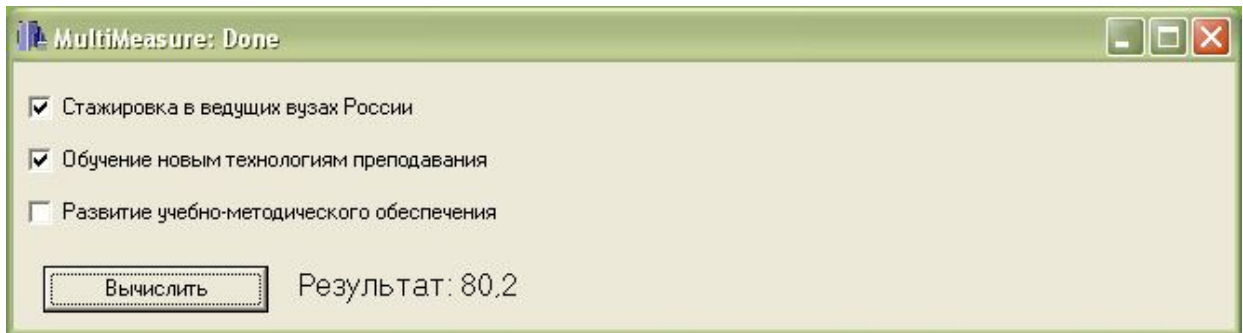 MultiMeasure: Done
Стажировка в ведущих вузах России
Обучение новым технологиям преподавания
Развитие учебно-методического обеспечения
Вычислить Результат: 80,2